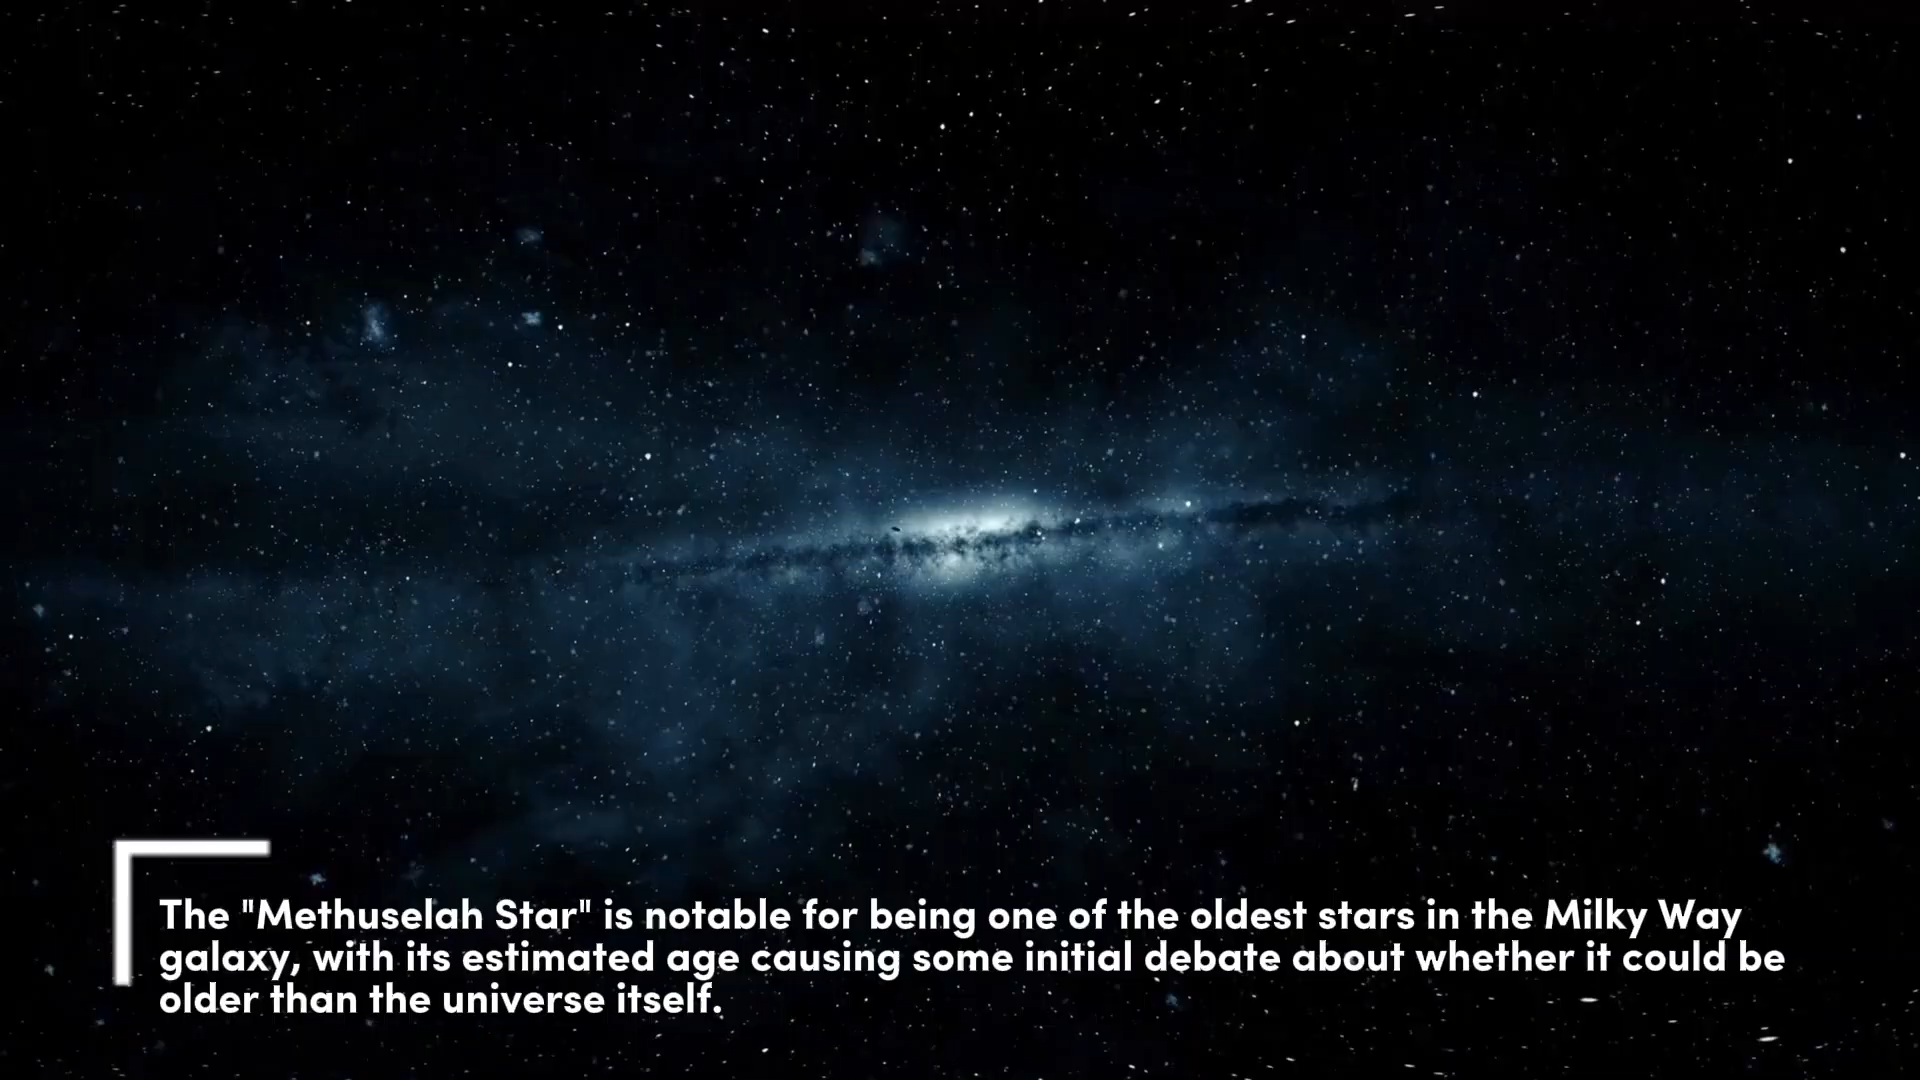 The "Methuselah Star" is notable for being one of the oldest stars in the Milky Way
galaxy, with its estimated age causing some initial debate about whether it could be
older than the universe itself.